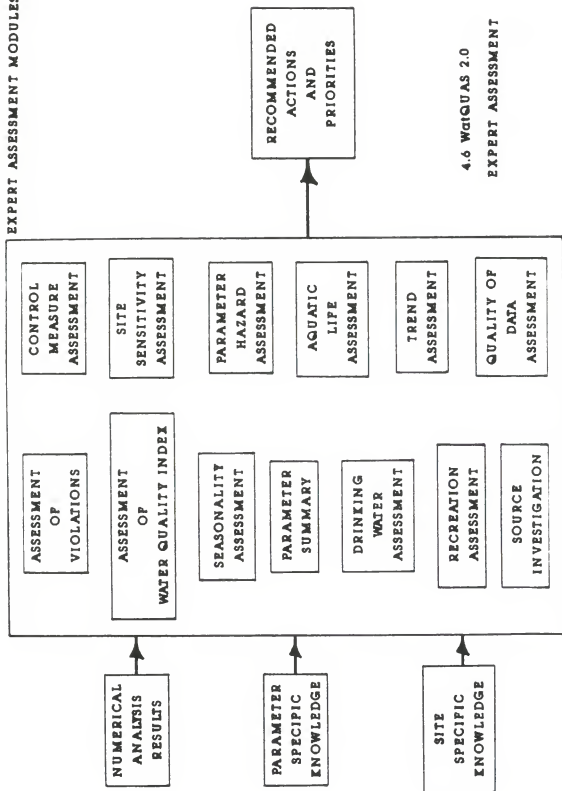 EXPERT ASSESSMENT MODULES
NUMERICAL
ANALYSIS
RESULTS
PARAMETER
SPECIFIC
KNOWLEDGE
SITE
SPECIFIC
KNOWLEDGE
ASSESSMENT
OF
VIOLATIONS
ASSESSMENT
OF
WATER QUALITY INDEX
SEASONALITY
ASSESSMENT
PARAMETER
SUMMARY
DRINKING
WATER
ASSESSMENT
RECREATION
ASSESSMENT
SOURCE
INVESTIGATION
CONTROL
MEASURE
ASSESSMENT
SITE
SENSITIVITY
ASSESSMENT
PARAMETER
HAZARD
ASSESSMENT
AQUATIC
LIFE
ASSESSMENT
TREND
ASSESSMENT
QUALITY OF
DATA
ASSESSMENT
RECOMMENDED
ACTIONS
AND
PRIORITIES
4.6 WatQUAS 2.0
EXPERT ASSESSMENT